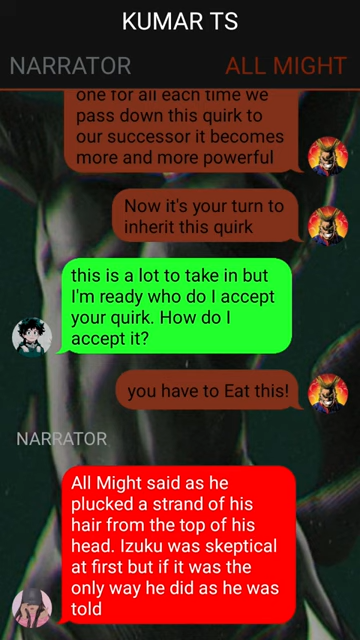 KUMAR TS
NARRATOR
ALL MIGHT
one for all each time we
pass down this quirk to
our successor it becomes
more and more powerful
Now it's your turn to
inherit this quirk
this is a lot to take in but
I'm ready who do I accept
your quirk. How do I
accept it?
you have to Eat this!
NARRATOR
All Might said as he
plucked a strand of his
hair from the top of his
head. Izuku was skeptical
at first but if it was the
only way he did as he was
told